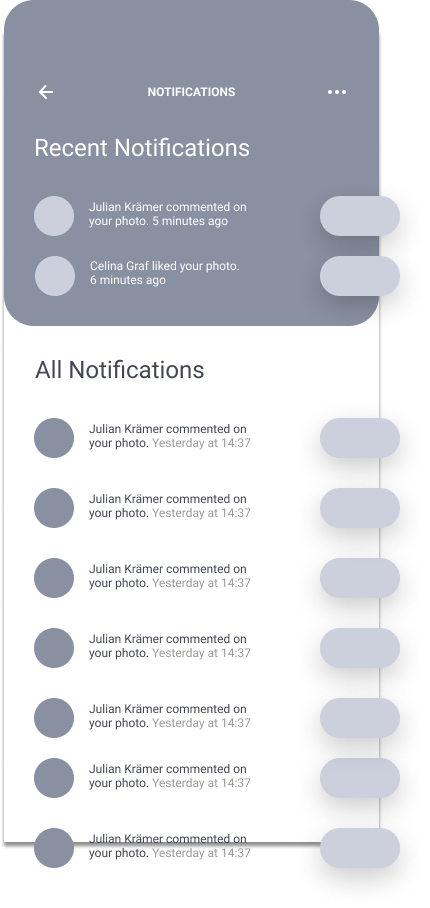 NOTIFICATIONS
Recent Notifications
Julian Krämer commented on
your photo. 5 minutes ago
Celina Graf liked your photo.
6 minutes ago
All Notifications
Julian Krämer commented on
your photo. Yesterday at 14:37
Julian Krämer commented on
your photo. Yesterday at 14:37
Julian Krämer commented on
your photo. Yesterday at 14:37
Julian Krämer commented on
your photo. Yesterday at 14:37
Julian Krämer commented on
your photo. Yesterday at 14:37
Julian Krämer commented on
your photo. Yesterday at 14:37
Julian Krämer commented on
your photo. Yesterday at 14:37